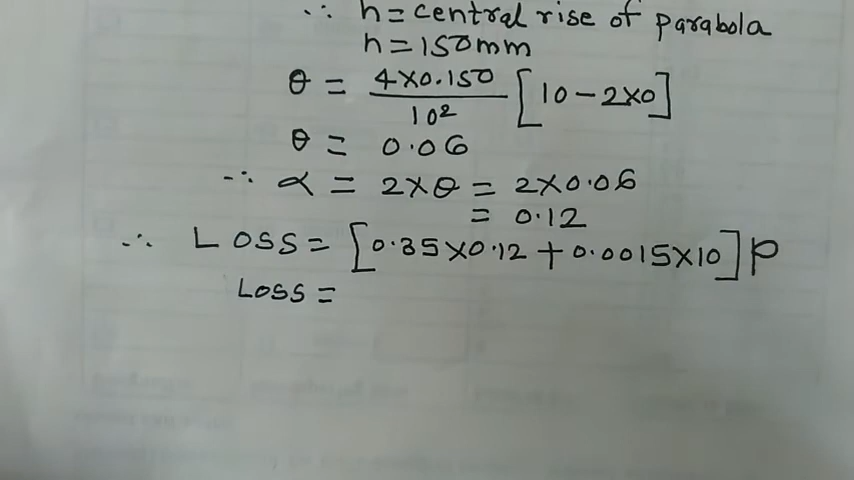 ∵ h = central rise of parabola
h = 150mm
θ = 4×0.150 / 10² [10 − 2×0]
θ = 0.06
∴ α = 2×θ = 2×0.06
= 0.12
∴ Loss = [0.35×0.12 + 0.0015×10]P
Loss =